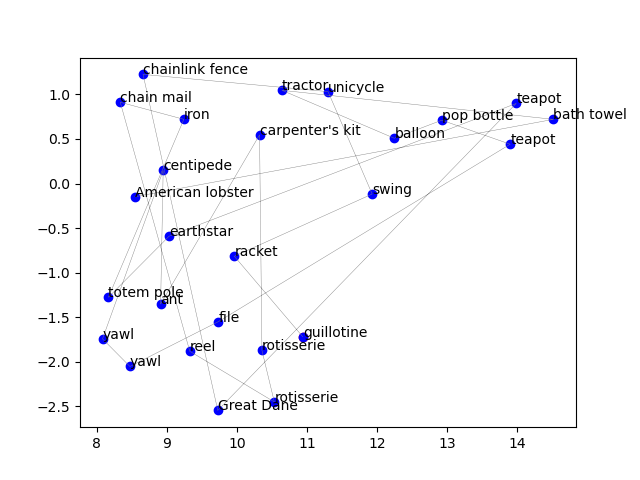 chainlink fence
tractor
unicycle
chain mail
teapot
1.0
iron
pop bottle
bath towel
carpenter's kit
balloon
teapot
0.5
centipede
0.0
American lobster
swing
earthstar
−0.5
racket
−1.0
totem pole
ant
file
−1.5
yawl
guillotine
reel
rotisserie
yawl
−2.0
rotisserie
Great Dane
−2.5
8 9 10 11 12 13 14